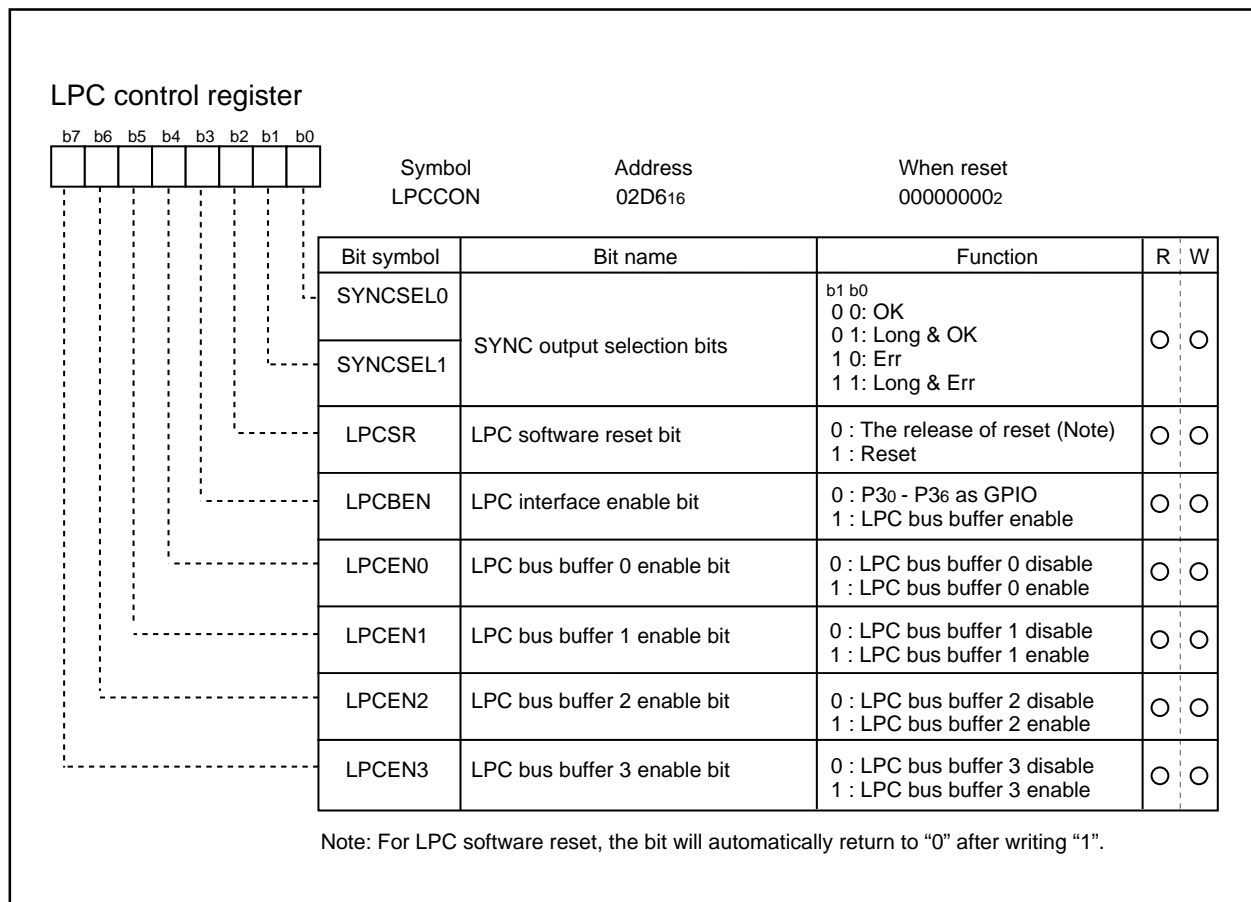 LPC control register
b7 b6 b5 b4 b3 b2 b1 b0
Symbol Address When reset
LPCCON 02D616 000000002
Bit symbol Bit name Function R W
SYNCSEL0
SYNCSEL1
SYNC output selection bits
b1 b0
0 0: OK
0 1: Long & OK
1 0: Err
1 1: Long & Err
LPCSR LPC software reset bit
0 : The release of reset (Note)
1 : Reset
LPCBEN LPC interface enable bit
0 : P30 - P36 as GPIO
1 : LPC bus buffer enable
LPCEN0 LPC bus buffer 0 enable bit
0 : LPC bus buffer 0 disable
1 : LPC bus buffer 0 enable
LPCEN1 LPC bus buffer 1 enable bit
0 : LPC bus buffer 1 disable
1 : LPC bus buffer 1 enable
LPCEN2 LPC bus buffer 2 enable bit
0 : LPC bus buffer 2 disable
1 : LPC bus buffer 2 enable
LPCEN3 LPC bus buffer 3 enable bit
0 : LPC bus buffer 3 disable
1 : LPC bus buffer 3 enable
Note: For LPC software reset, the bit will automatically return to “0” after writing “1”.